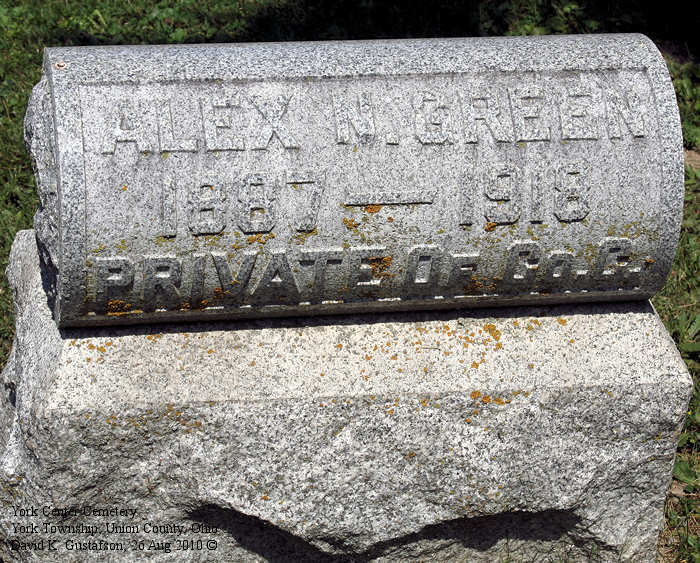 ALEX N. GREEN
1887 — 1918
PRIVATE OF CO. G.
York Center Cemetery
York Township, Union County, Ohio
David K. Gustafson, 26 Aug 2010 ©